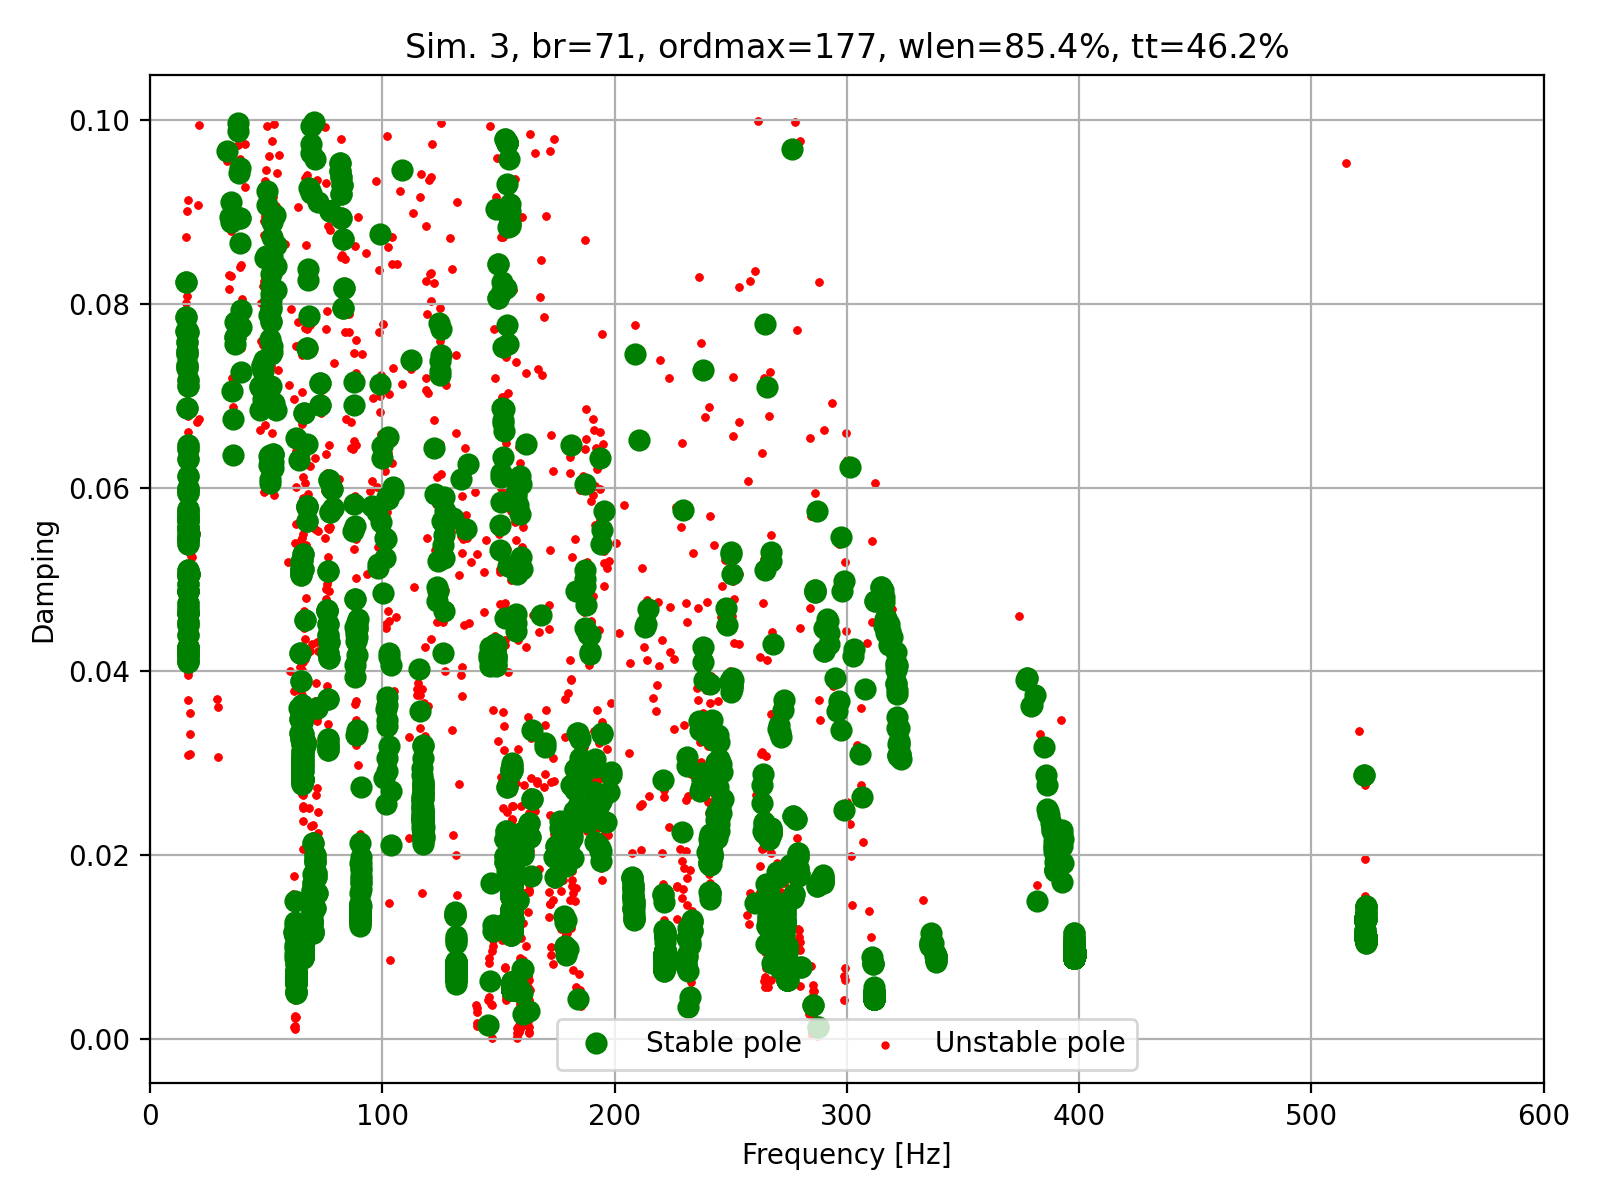 Sim. 3, br=71, ordmax=177, wlen=85.4%, tt=46.2%
0.10
0.08
0.06
0.04
0.02
0.00
Damping
Stable pole
Unstable pole
0
100
200
300
400
500
600
Frequency [Hz]